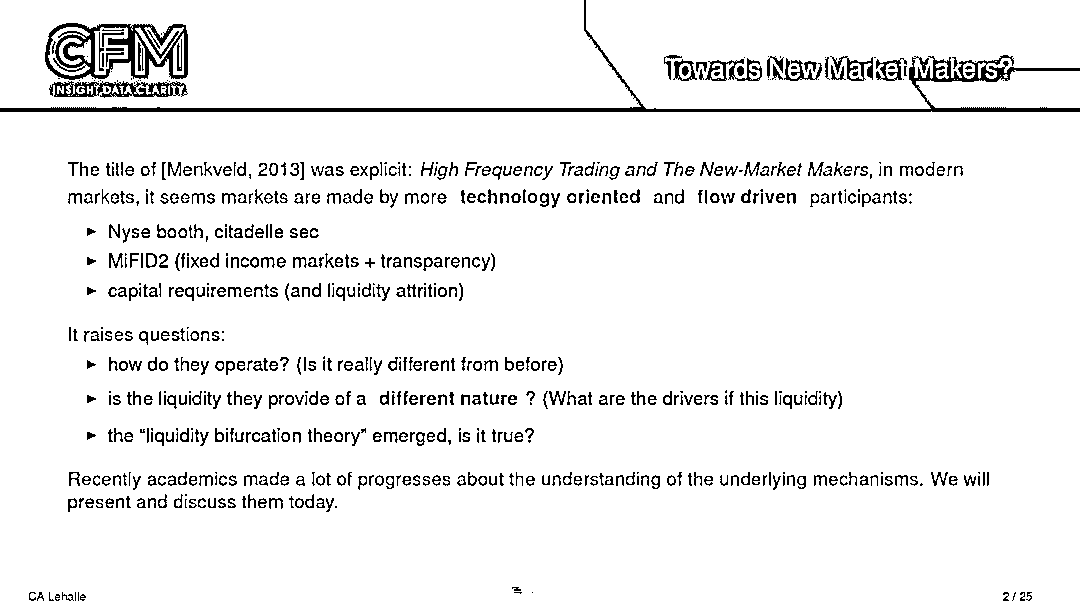 CFM
INSIGHT DATA CLARITY
Towards New Market Makers?
The title of [Menkveld, 2013] was explicit: High Frequency Trading and The New-Market Makers, in modern
markets, it seems markets are made by more technology oriented and flow driven participants:
► Nyse booth, citadelle sec
► MiFID2 (fixed income markets + transparency)
► capital requirements (and liquidity attrition)
It raises questions:
► how do they operate? (Is it really different from before)
► is the liquidity they provide of a different nature ? (What are the drivers if this liquidity)
► the “liquidity bifurcation theory” emerged, is it true?
Recently academics made a lot of progresses about the understanding of the underlying mechanisms. We will
present and discuss them today.
CA Lehalle
2 / 25